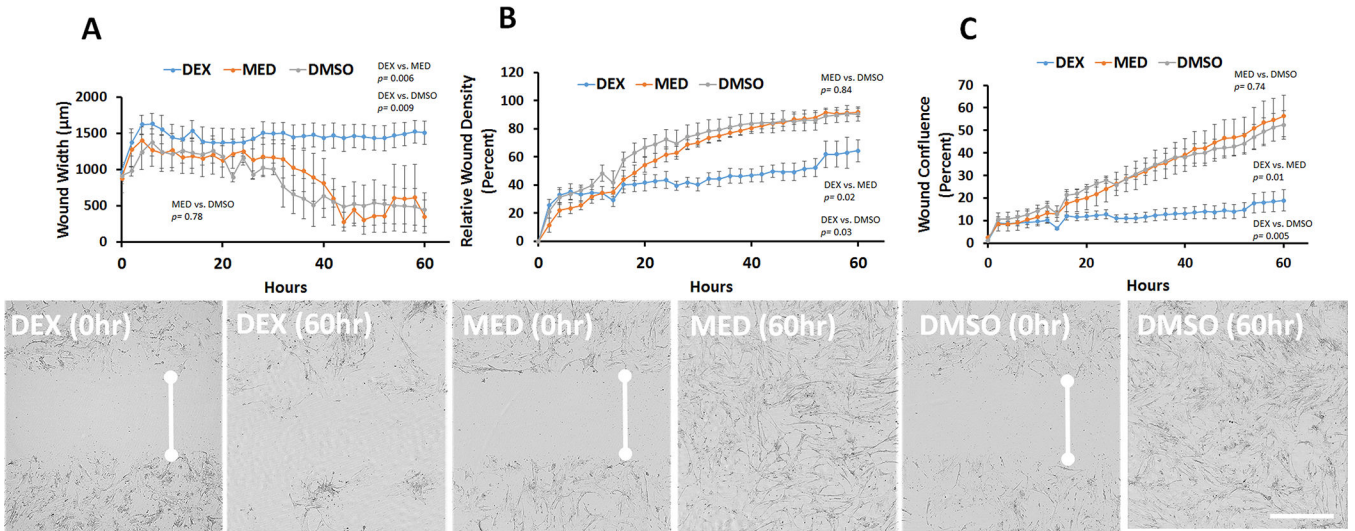 A
DEX MED DMSO
DEX vs. MED
p= 0.006
DEX vs. DMSO
p= 0.009
MED vs. DMSO
p= 0.78
Wound Width (µm)
2000
1500
1000
500
0
0 20 40 60
Hours
B
DEX MED DMSO
MED vs. DMSO
p= 0.84
DEX vs. MED
p= 0.02
DEX vs. DMSO
p= 0.03
Relative Wound Density
(Percent)
120
100
80
60
40
20
0
0 20 40 60
Hours
C
DEX MED DMSO
MED vs. DMSO
p= 0.74
DEX vs. MED
p= 0.01
DEX vs. DMSO
p= 0.005
Wound Confluence
(Percent)
70
60
50
40
30
20
10
0
0 20 40 60
Hours
DEX (0hr)
DEX (60hr)
MED (0hr)
MED (60hr)
DMSO (0hr)
DMSO (60hr)